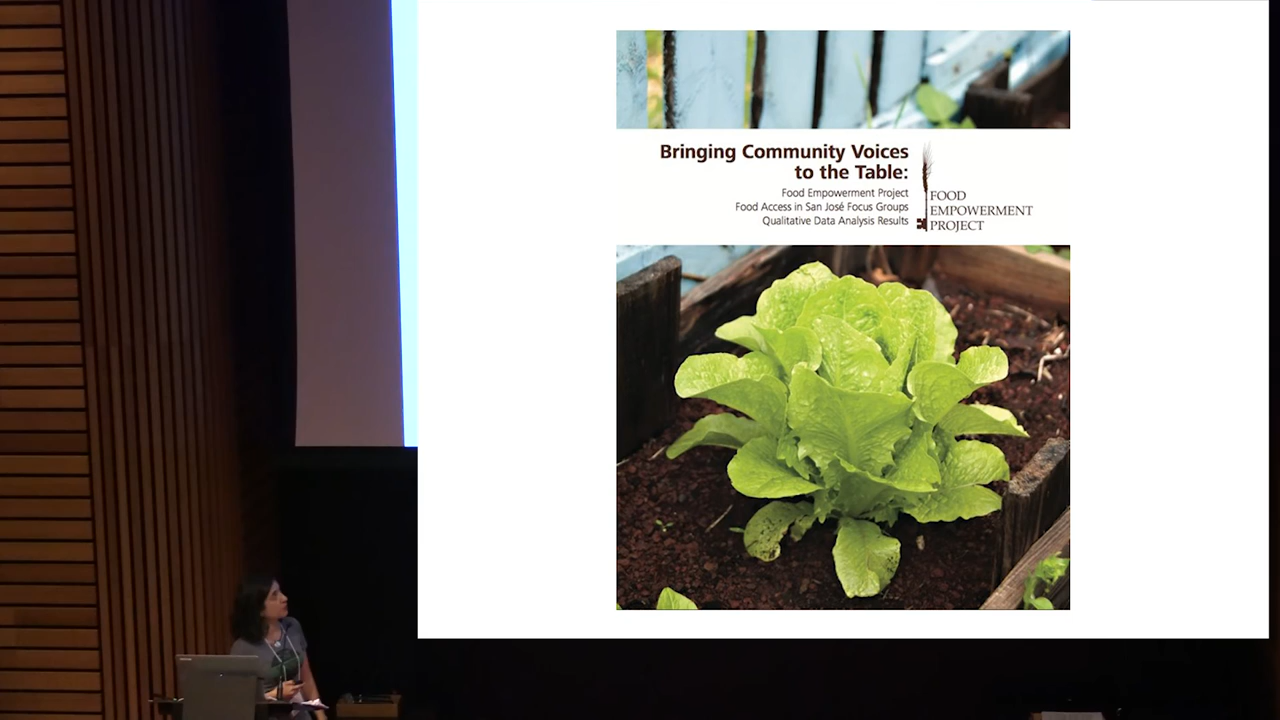 Bringing Community Voices
to the Table:
Food Empowerment Project
Food Access in San José Focus Groups
Qualitative Data Analysis Results
FOOD
EMPOWERMENT
PROJECT